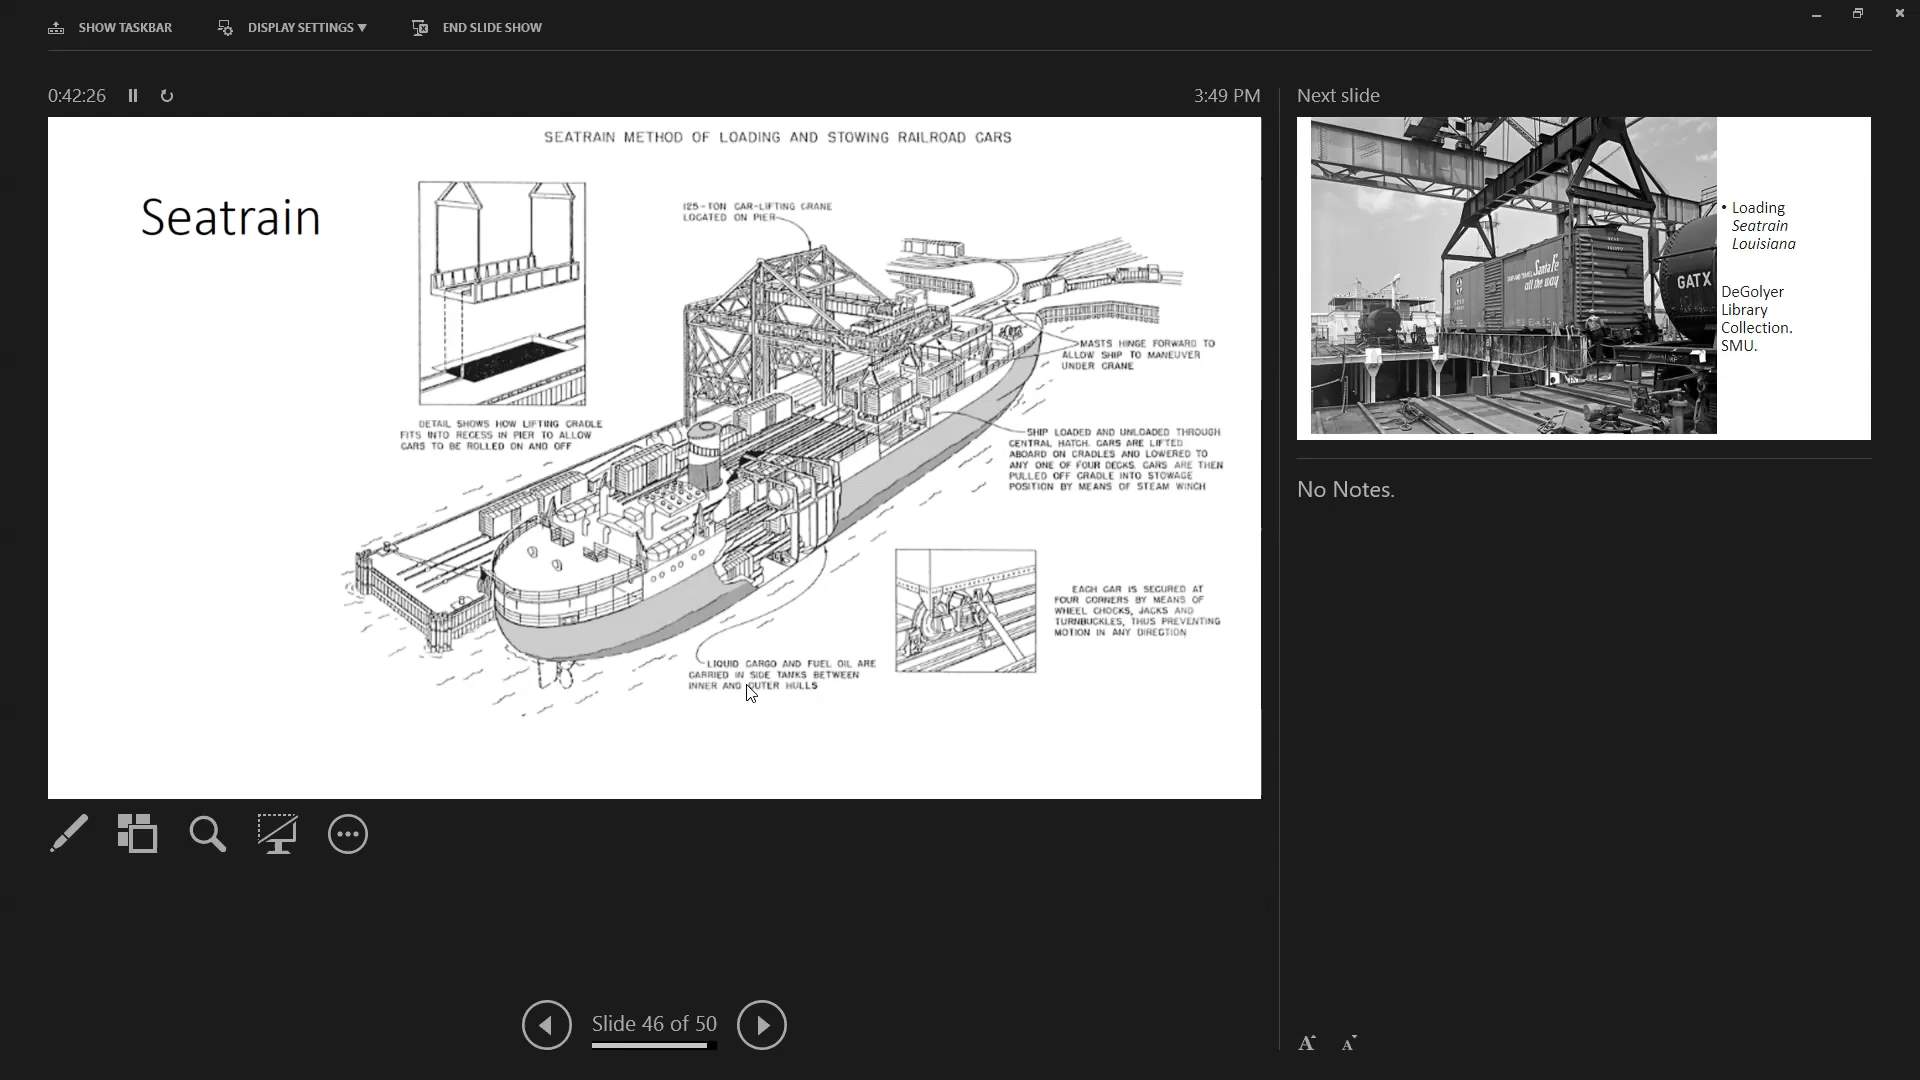 SHOW TASKBAR
DISPLAY SETTINGS
END SLIDE SHOW
0:42:26
3:49 PM
Next slide
SEATRAIN METHOD OF LOADING AND STOWING RAILROAD CARS
Seatrain
125-TON CAR-LIFTING CRANE
LOCATED ON PIER
MASTS HINGE FORWARD TO
ALLOW SHIP TO MANEUVER
UNDER CRANE
DETAIL SHOWS HOW LIFTING CRADLE
FITS INTO RECESS IN PIER TO ALLOW
CARS TO BE ROLLED ON AND OFF
SHIP LOADED AND UNLOADED THROUGH
CENTRAL HATCH. CARS ARE LIFTED
ABOARD ON CRADLES AND LOWERED TO
ANY ONE OF FOUR DECKS. CARS ARE THEN
PULLED OFF CRADLE INTO STOWAGE
POSITION BY MEANS OF STEAM WINCH
EACH CAR IS SECURED AT
FOUR CORNERS BY MEANS OF
WHEEL CHOCKS, JACKS AND
TURNBUCKLES, THUS PREVENTING
MOTION IN ANY DIRECTION
LIQUID CARGO AND FUEL OIL ARE
CARRIED IN SIDE TANKS BETWEEN
INNER AND OUTER HULLS
Santa Fe
all the way
GATX
• Loading
Seatrain
Louisiana
DeGolyer
Library
Collection.
SMU.
No Notes.
Slide 46 of 50
A A